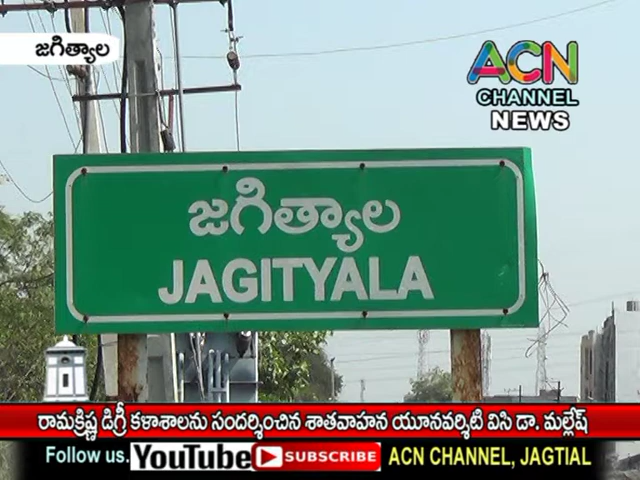 జగిత్యాల
ACN
CHANNEL
NEWS
జగిత్యాల
JAGITYALA
రామక్రిష్ణ డిగ్రీ కళాశాలను సందర్శించిన శాతవాహన యూనవర్శిటి విసి డా. మల్లేష్
Follow us. YouTube SUBSCRIBE ACN CHANNEL, JAGTIAL